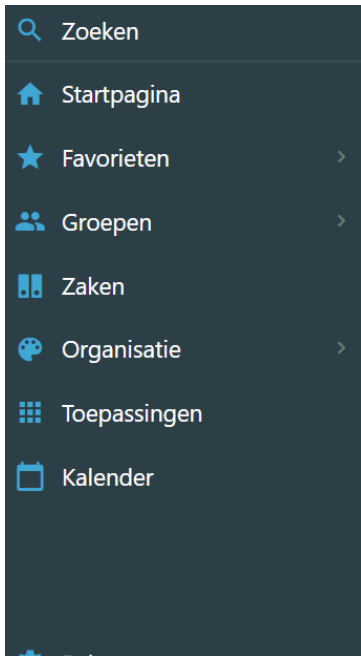 Zoeken
Startpagina
Favorieten
Groepen
Zaken
Organisatie
Toepassingen
Kalender